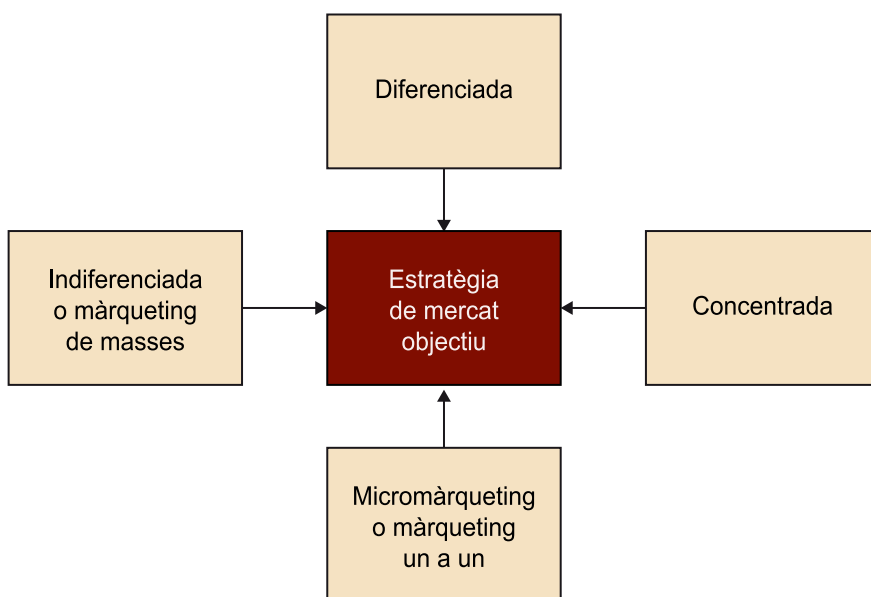 Diferenciada
Indiferenciada
o màrqueting
de masses
Estratègia
de mercat
objectiu
Concentrada
Micromàrqueting
o màrqueting
un a un